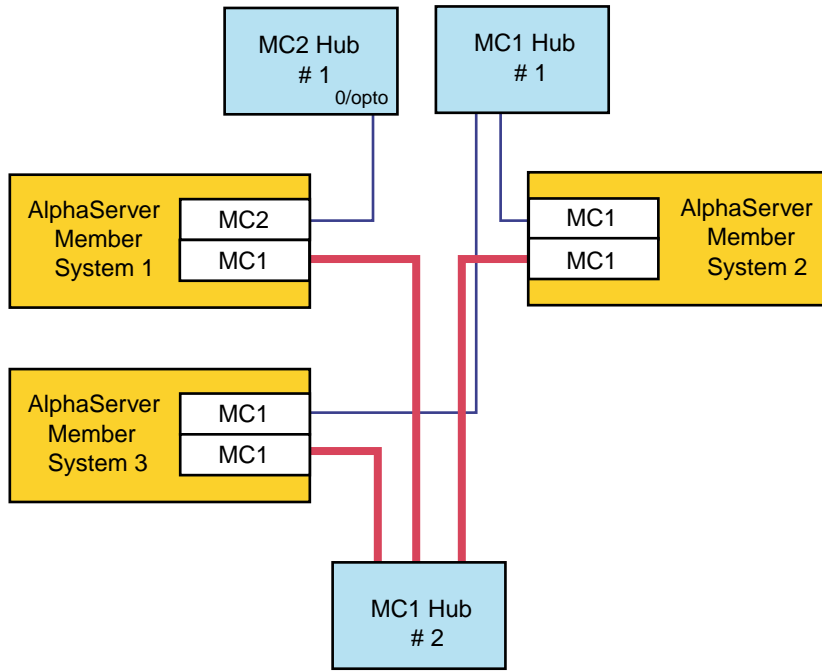 MC2 Hub
# 1
0/opto
MC1 Hub
# 1
AlphaServer
Member
System 1
MC2
MC1
MC1
MC1
AlphaServer
Member
System 2
AlphaServer
Member
System 3
MC1
MC1
MC1 Hub
# 2